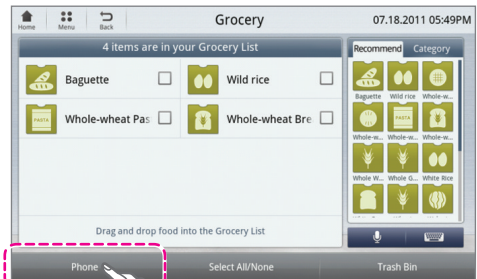 Home Menu Back Grocery 07.18.2011 05:49PM
4 items are in your Grocery List
Recommend Category
Baguette Wild rice
PASTA Whole-wheat Pas Whole-wheat Bre
Baguette Wild rice Whole-w...
PASTA
Whole-w... Whole-w... Whole-w...
Whole W... Whole G... White Rice
Drag and drop food into the Grocery List
Phone Select All/None Trash Bin